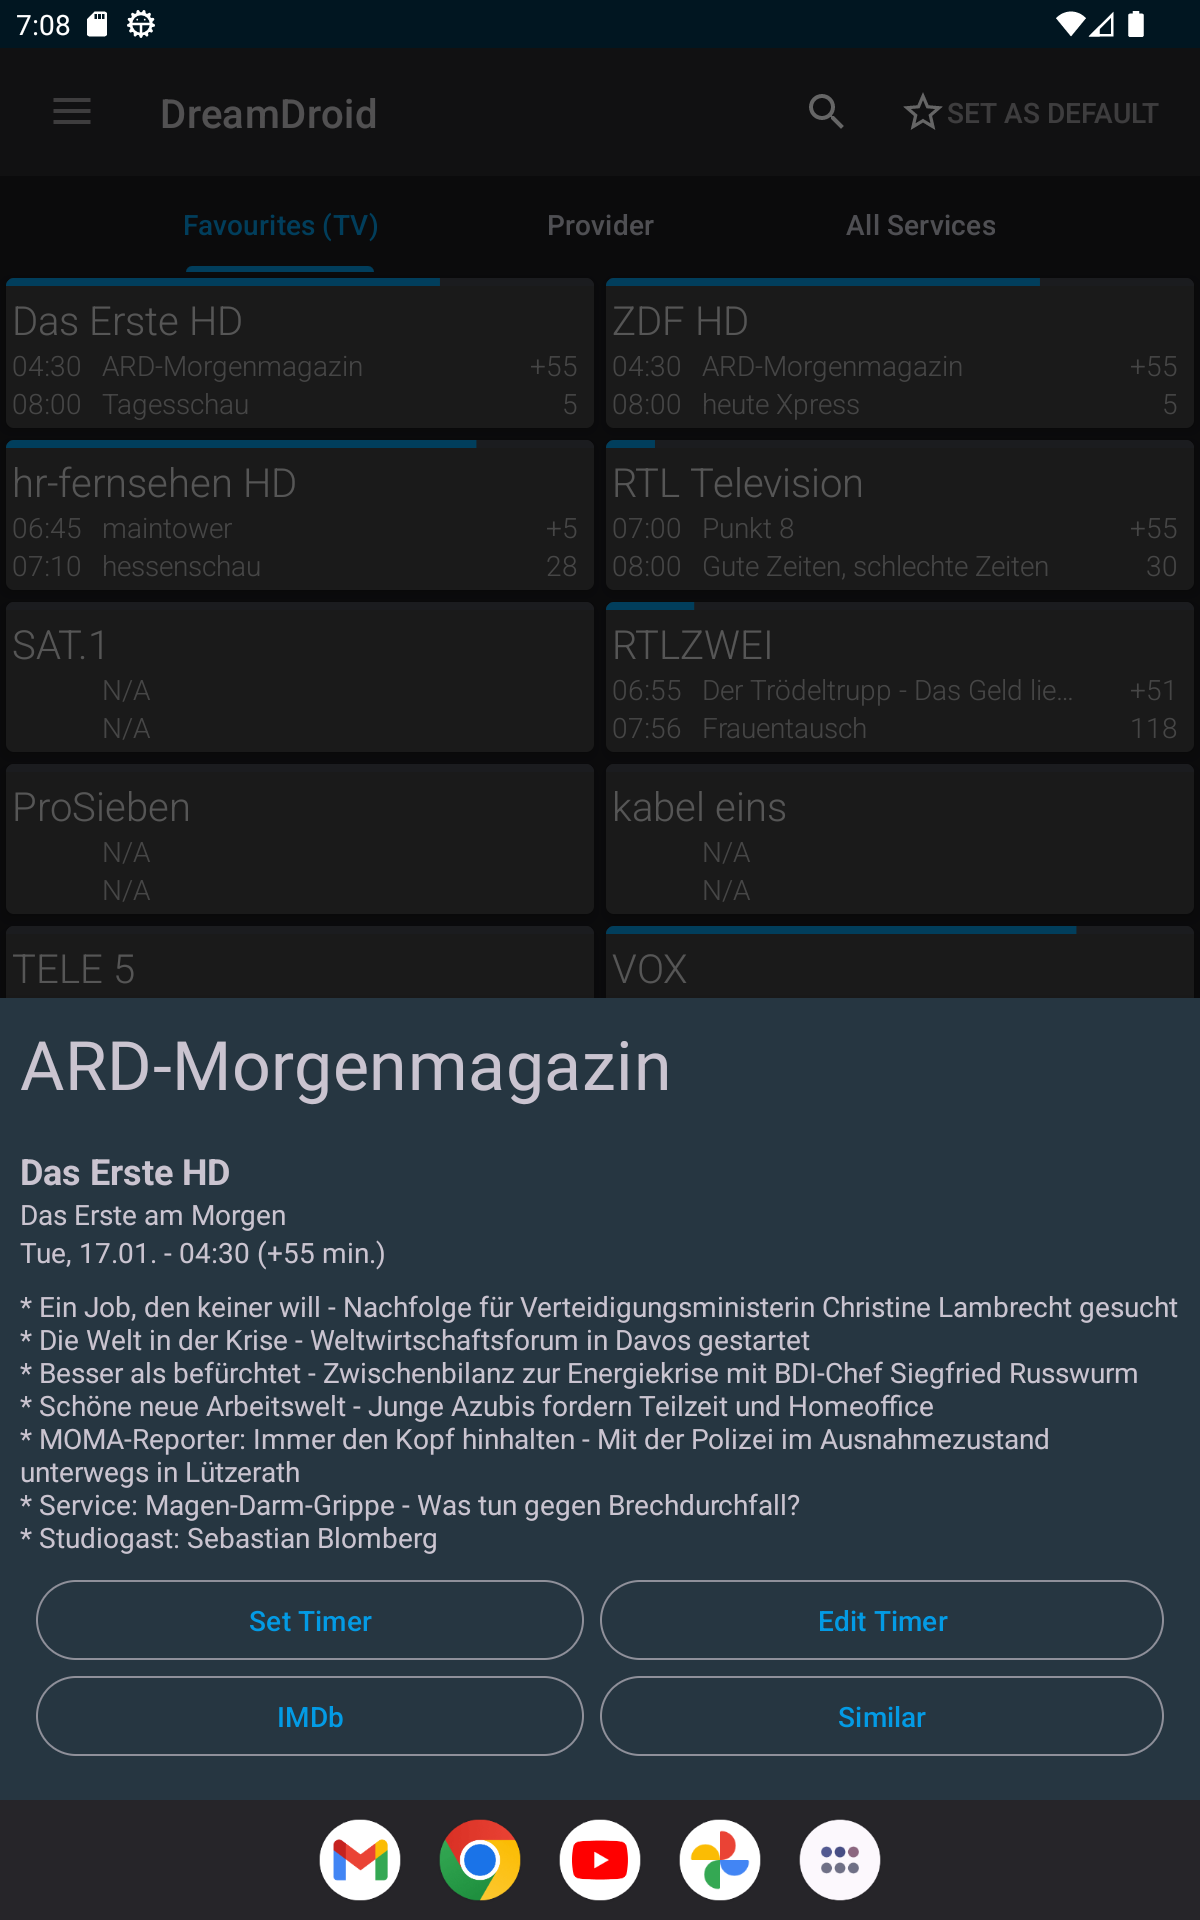 7:08
DreamDroid
SET AS DEFAULT
Favourites (TV)
Provider
All Services
Das Erste HD
04:30 ARD-Morgenmagazin +55
08:00 Tagesschau 5
ZDF HD
04:30 ARD-Morgenmagazin +55
08:00 heute Xpress 5
hr-fernsehen HD
06:45 maintower +5
07:10 hessenschau 28
RTL Television
07:00 Punkt 8 +55
08:00 Gute Zeiten, schlechte Zeiten 30
SAT.1
N/A
N/A
RTLZWEI
06:55 Der Trödeltrupp - Das Geld lie... +51
07:56 Frauentausch 118
ProSieben
N/A
N/A
kabel eins
N/A
N/A
TELE 5
VOX
ARD-Morgenmagazin
Das Erste HD
Das Erste am Morgen
Tue, 17.01. - 04:30 (+55 min.)
* Ein Job, den keiner will - Nachfolge für Verteidigungsministerin Christine Lambrecht gesucht
* Die Welt in der Krise - Weltwirtschaftsforum in Davos gestartet
* Besser als befürchtet - Zwischenbilanz zur Energiekrise mit BDI-Chef Siegfried Russwurm
* Schöne neue Arbeitswelt - Junge Azubis fordern Teilzeit und Homeoffice
* MOMA-Reporter: Immer den Kopf hinhalten - Mit der Polizei im Ausnahmezustand
unterwegs in Lützerath
* Service: Magen-Darm-Grippe - Was tun gegen Brechdurchfall?
* Studiogast: Sebastian Blomberg
Set Timer
Edit Timer
IMDb
Similar